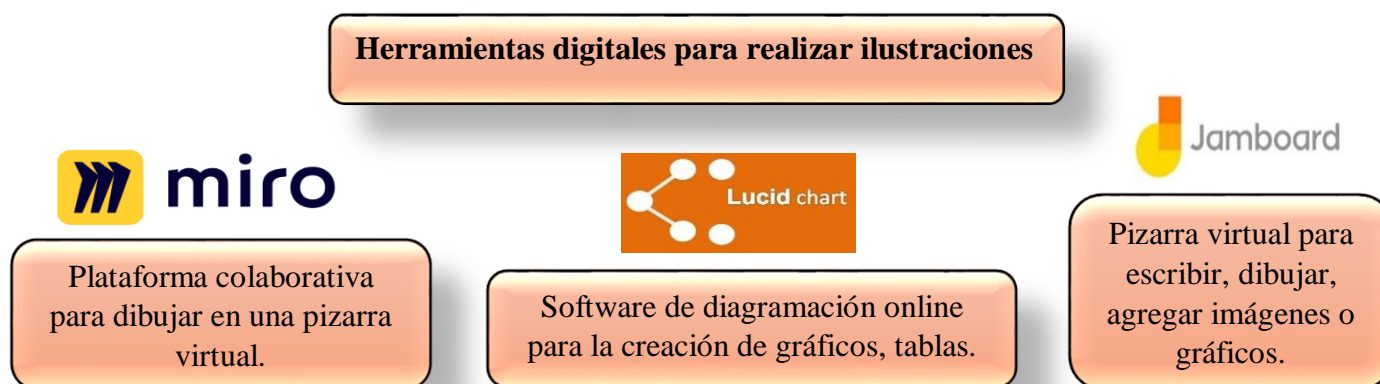 Herramientas digitales para realizar ilustraciones
miro
Plataforma colaborativa
para dibujar en una pizarra
virtual.
Lucid chart
Software de diagramación online
para la creación de gráficos, tablas.
Jamboard
Pizarra virtual para
escribir, dibujar,
agregar imágenes o
gráficos.